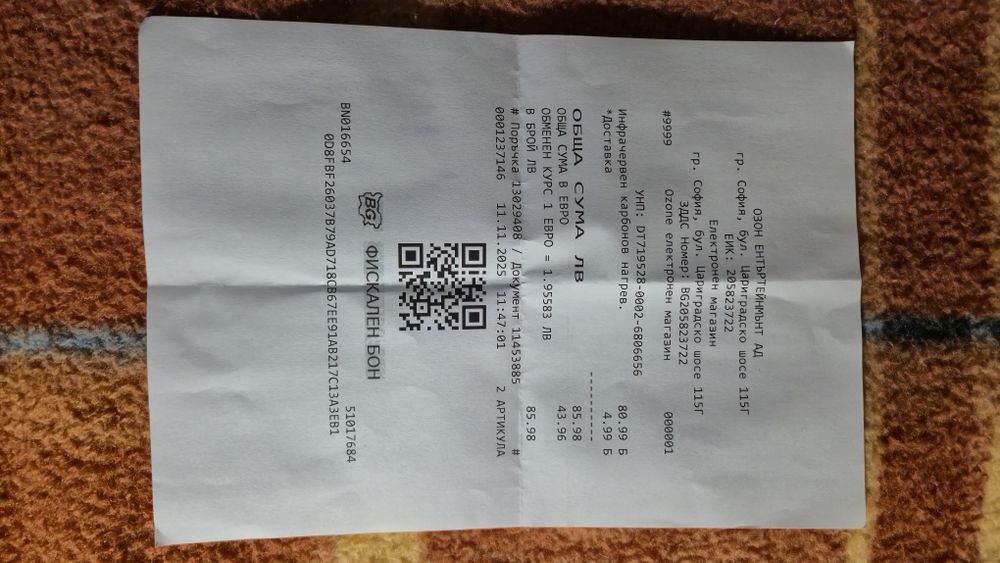 ОЗОН ЕНТЪРТЕЙНМЪНТ АД
гр. София, бул. Цариградско шосе 115Г
ЕИК: 205823722
Електронен магазин
гр. София, бул. Цариградско шосе 115Г
ЗДДС Номер: BG205823722
#9999 Ozone електронен магазин 000001
УНП: DT719528-0002-6806656
Инфрачервен карбонов нагрев. 80.99 Б
*Доставка 4.99 Б
----------
ОБЩА СУМА ЛВ 85.98
ОБЩА СУМА В ЕВРО 43.96
ОБМЕНЕН КУРС 1 ЕВРО = 1.95583 ЛВ
В БРОЙ ЛВ 85.98
# Поръчка 13029408 / Документ 11453885 #
0001237146 11.11.2025 11:47:01 2 АРТИКУЛА
BG ФИСКАЛЕН БОН
BN016654 51017684
0D8FBF26037B79AD718CB67EE91AB217C13A3EB1